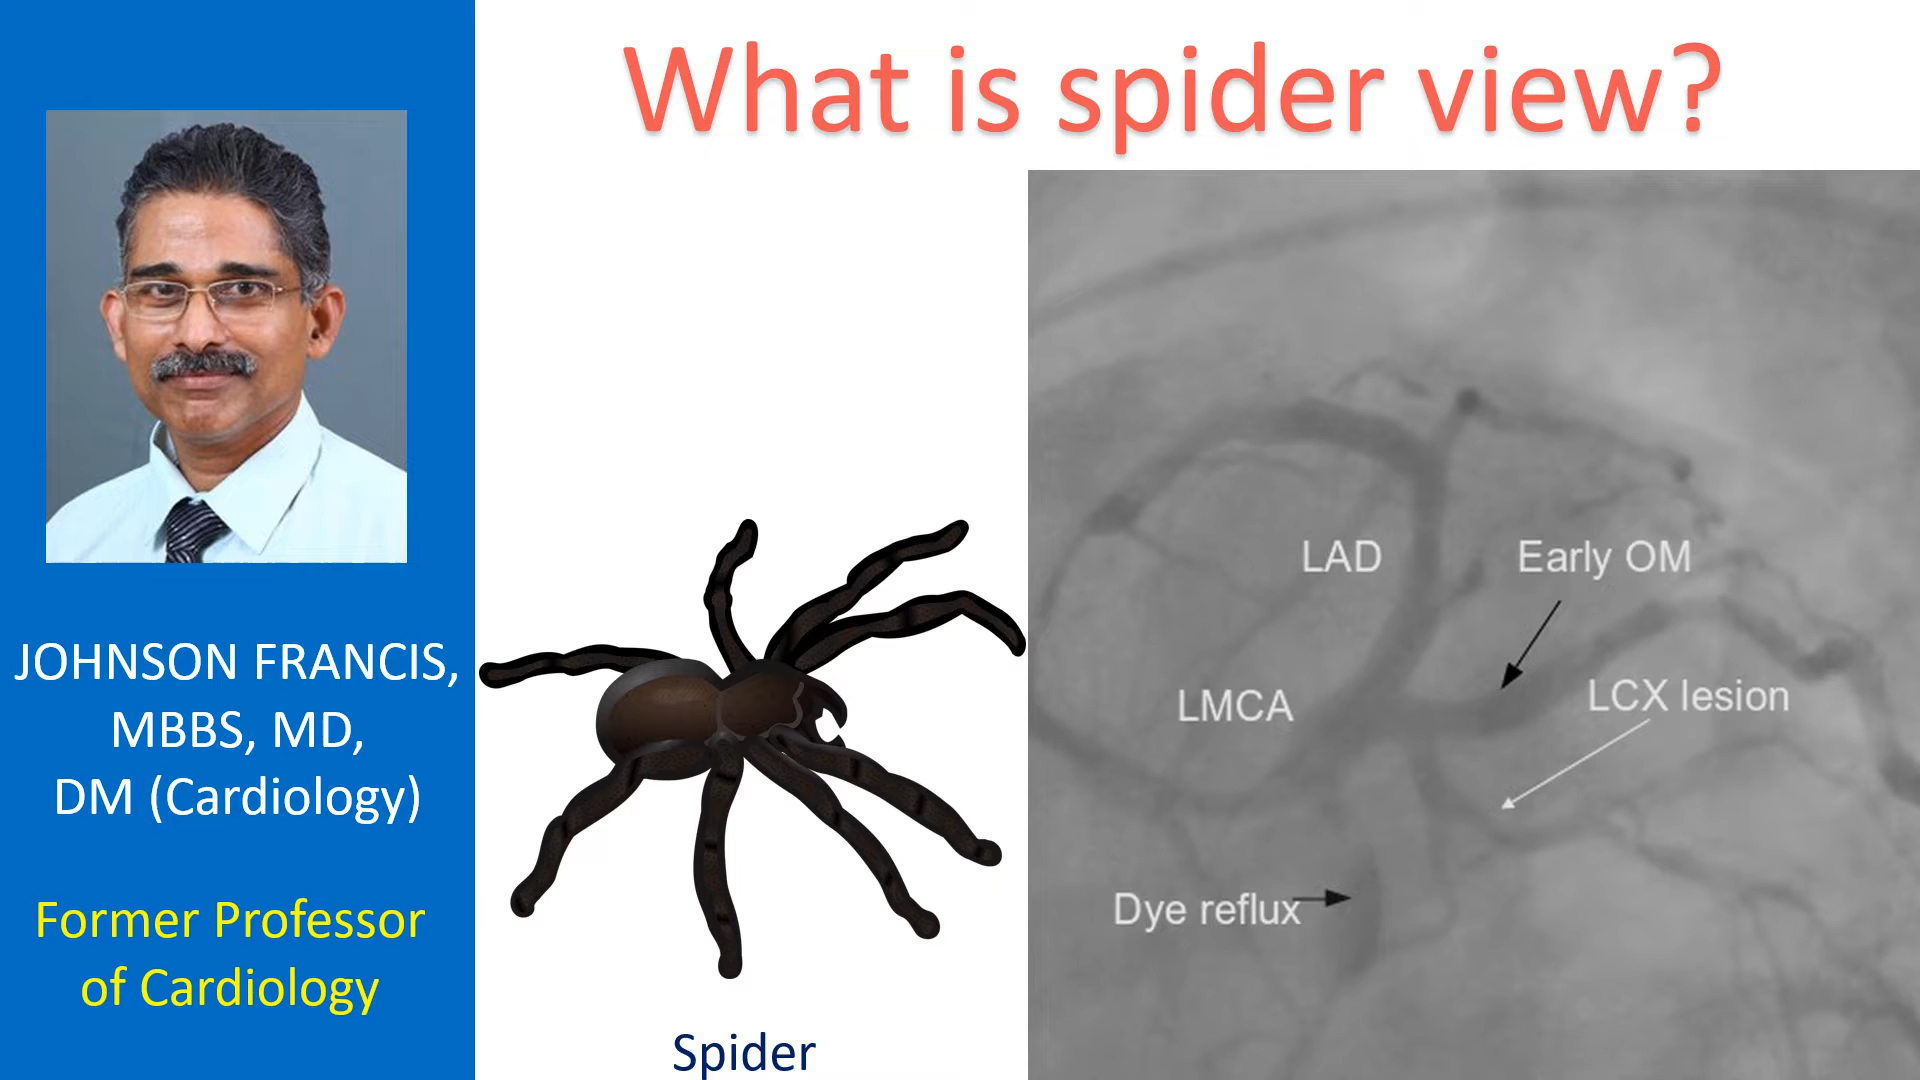 What is spider view?
JOHNSON FRANCIS,
MBBS, MD,
DM (Cardiology)
Former Professor
of Cardiology
Spider
LAD
Early OM
LMCA
LCX lesion
Dye reflux